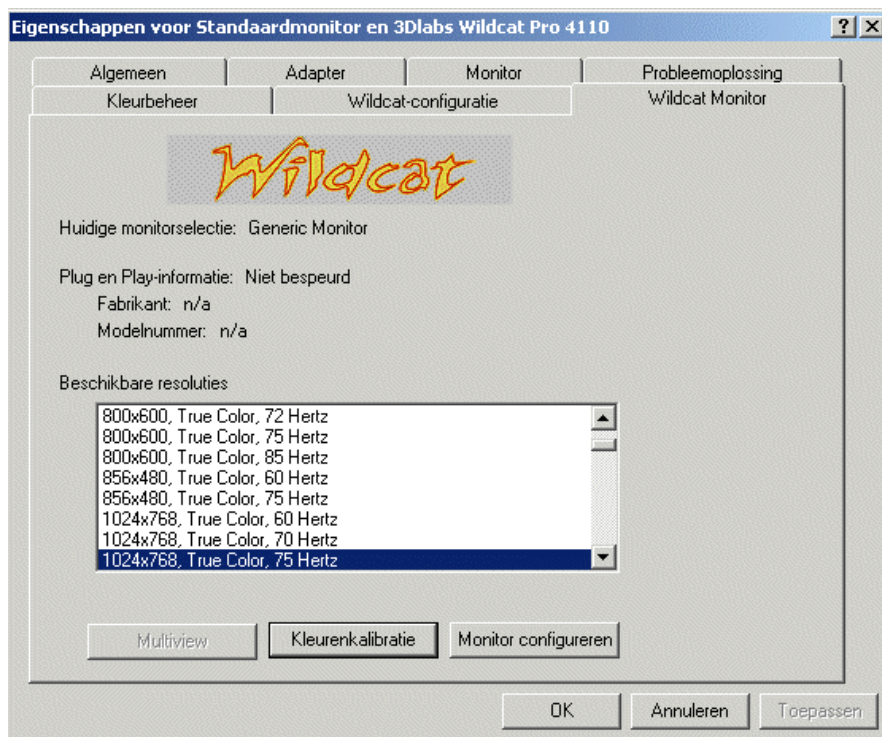 Eigenschappen voor Standaardmonitor en 3Dlabs Wildcat Pro 4110
Algemeen
Adapter
Monitor
Probleemoplossing
Kleurbeheer
Wildcat-configuratie
Wildcat Monitor
Wildcat
Huidige monitorselectie: Generic Monitor
Plug en Play-informatie: Niet bespeurd
Fabrikant: n/a
Modelnummer: n/a
Beschikbare resoluties
800x600, True Color, 72 Hertz
800x600, True Color, 75 Hertz
800x600, True Color, 85 Hertz
856x480, True Color, 60 Hertz
856x480, True Color, 75 Hertz
1024x768, True Color, 60 Hertz
1024x768, True Color, 70 Hertz
1024x768, True Color, 75 Hertz
Multiview
Kleurenkalibratie
Monitor configureren
OK
Annuleren
Toepassen